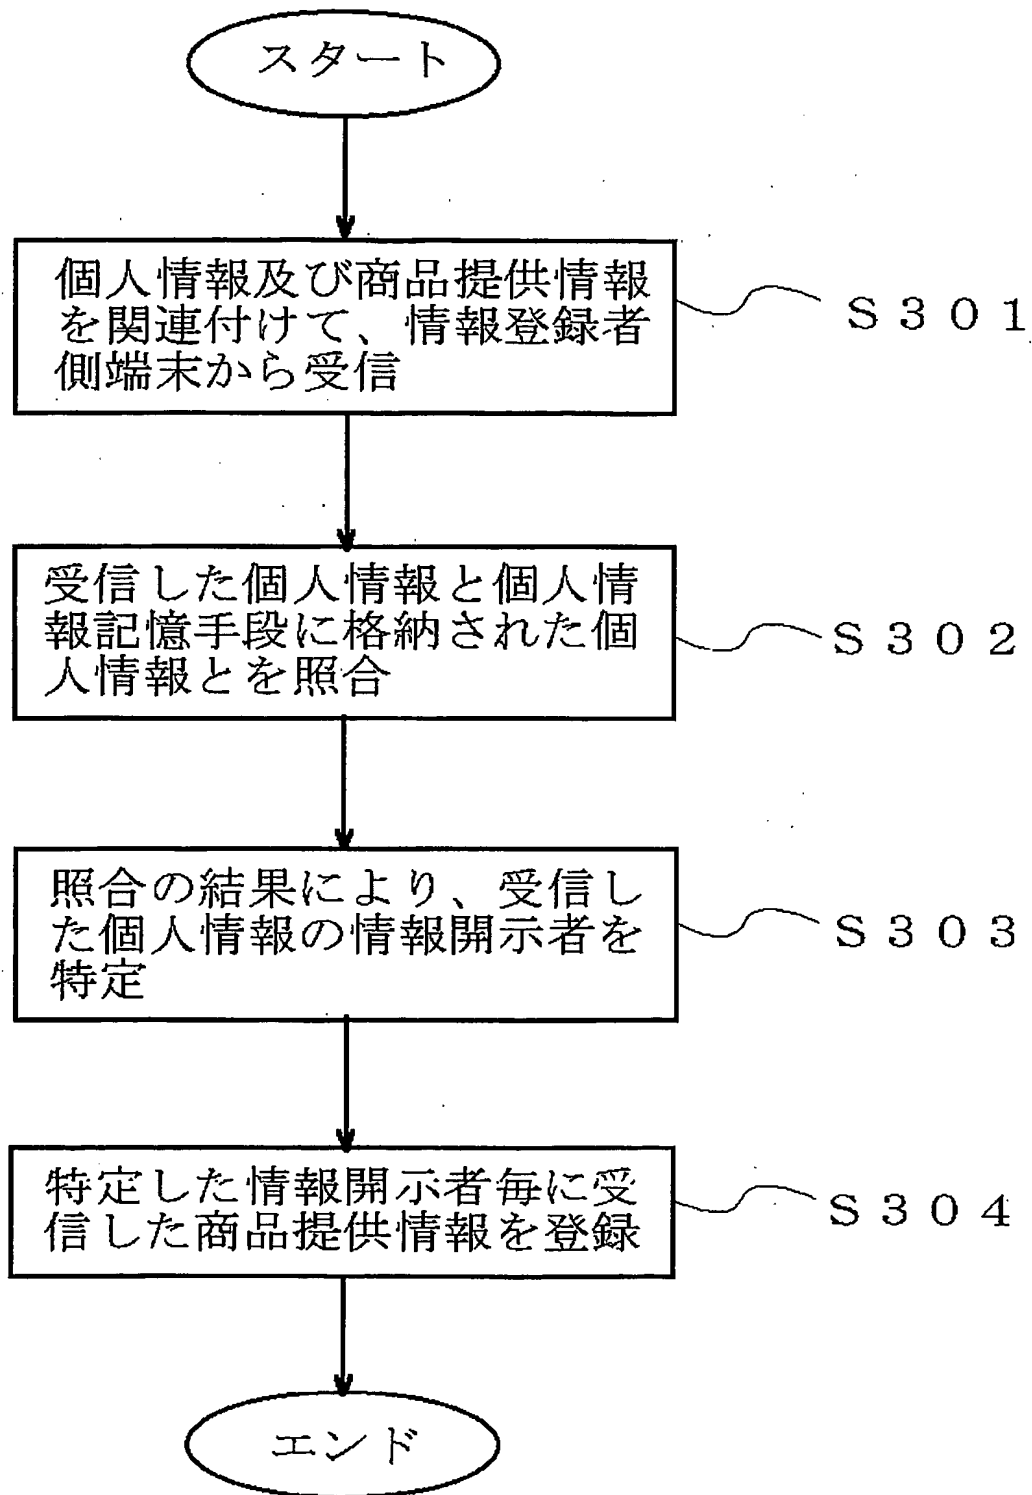 スタート
個人情報及び商品提供情報
を関連付けて、情報登録者
側端末から受信
S301
受信した個人情報と個人情
報記憶手段に格納された個
人情報とを照合
S302
照合の結果により、受信し
た個人情報の情報開示者を
特定
S303
特定した情報開示者毎に受
信した商品提供情報を登録
S304
エンド